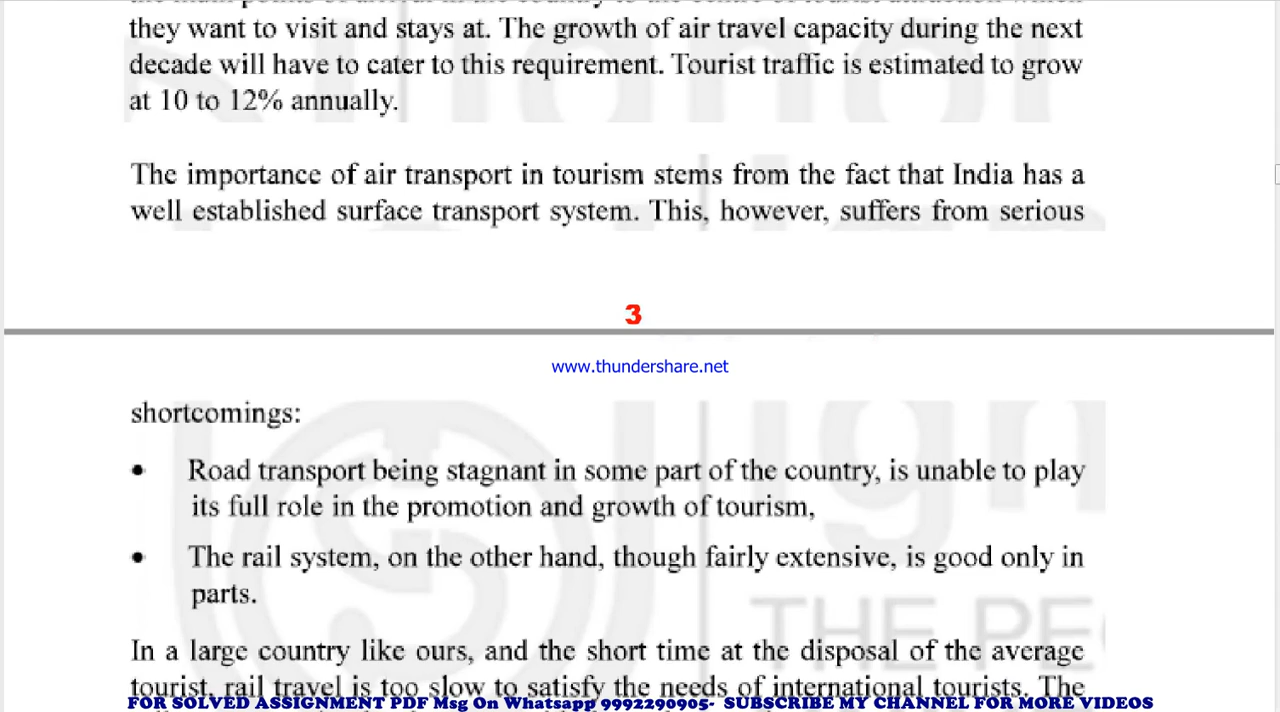 they want to visit and stays at. The growth of air travel capacity during the next
decade will have to cater to this requirement. Tourist traffic is estimated to grow
at 10 to 12% annually.
The importance of air transport in tourism stems from the fact that India has a
well established surface transport system. This, however, suffers from serious
3
www.thundershare.net
shortcomings:
• Road transport being stagnant in some part of the country, is unable to play
its full role in the promotion and growth of tourism,
• The rail system, on the other hand, though fairly extensive, is good only in
parts.
THE PE
In a large country like ours, and the short time at the disposal of the average
tourist, rail travel is too slow to satisfy the needs of international tourists. The
FOR SOLVED ASSIGNMENT PDF Msg On Whatsapp 9992290905- SUBSCRIBE MY CHANNEL FOR MORE VIDEOS